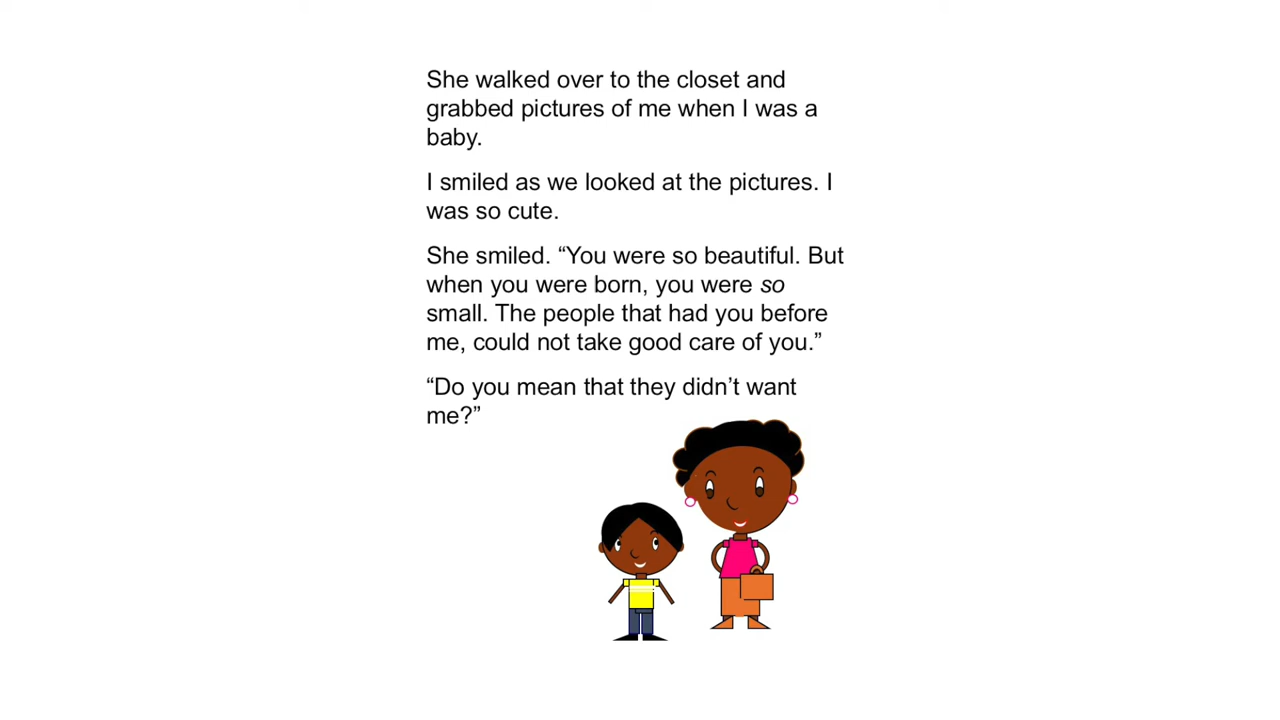 She walked over to the closet and
grabbed pictures of me when I was a
baby.
I smiled as we looked at the pictures. I
was so cute.
She smiled. “You were so beautiful. But
when you were born, you were so
small. The people that had you before
me, could not take good care of you.”
“Do you mean that they didn’t want
me?”